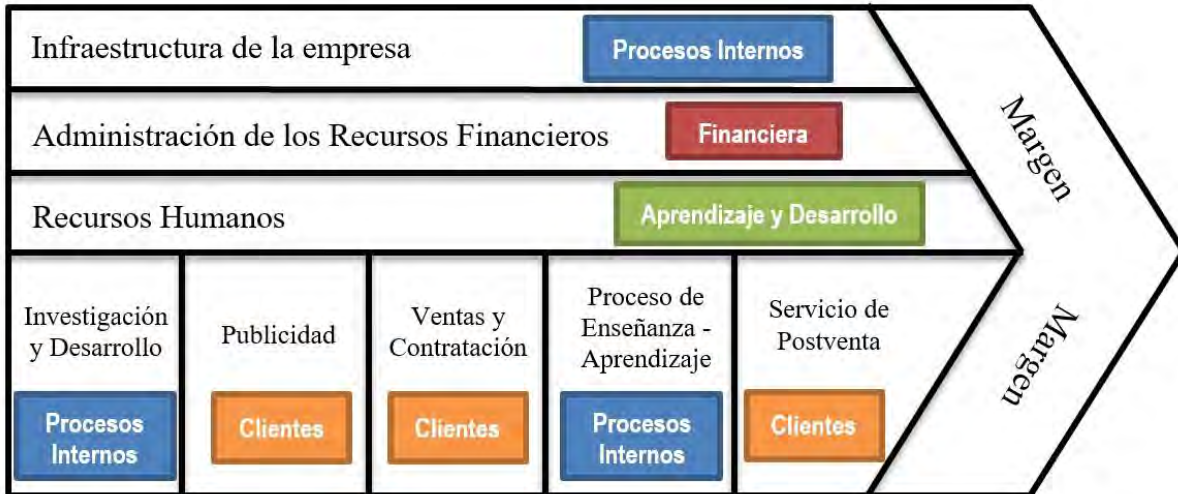 Infraestructura de la empresa
Procesos Internos
Administración de los Recursos Financieros
Financiera
Recursos Humanos
Aprendizaje y Desarrollo
Margen
Margen
Investigación
y Desarrollo
Procesos
Internos
Publicidad
Clientes
Ventas y
Contratación
Clientes
Proceso de
Enseñanza -
Aprendizaje
Procesos
Internos
Servicio de
Postventa
Clientes